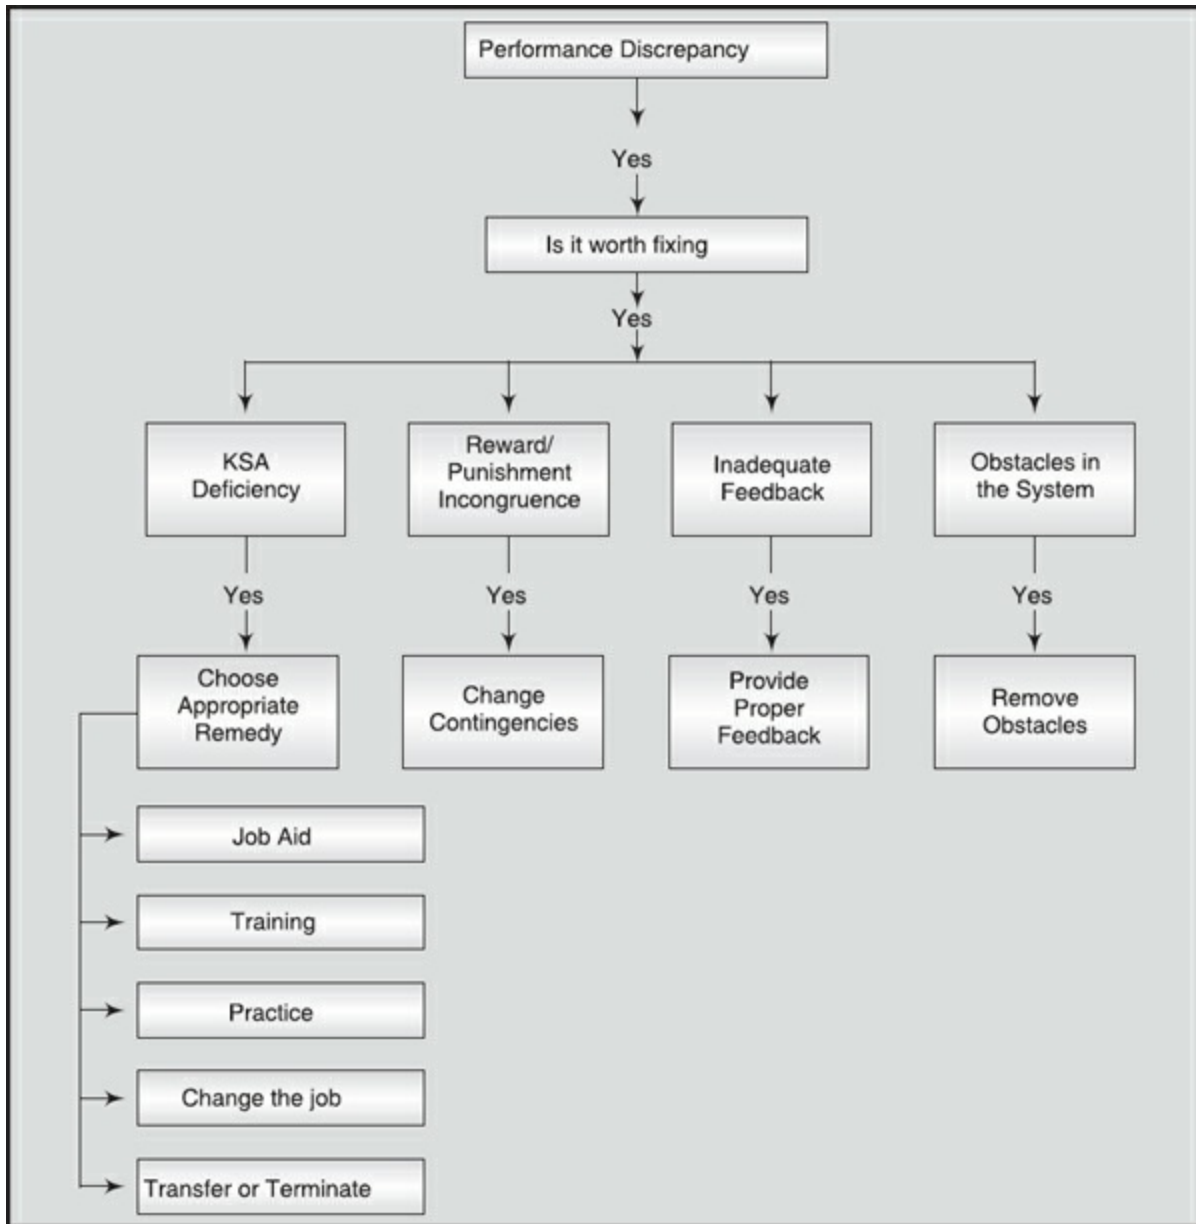 Performance Discrepancy
Yes
Is it worth fixing
Yes
KSA
Deficiency
Reward/
Punishment
Incongruence
Inadequate
Feedback
Obstacles in
the System
Yes
Yes
Yes
Yes
Choose
Appropriate
Remedy
Change
Contingencies
Provide
Proper
Feedback
Remove
Obstacles
Job Aid
Training
Practice
Change the job
Transfer or Terminate